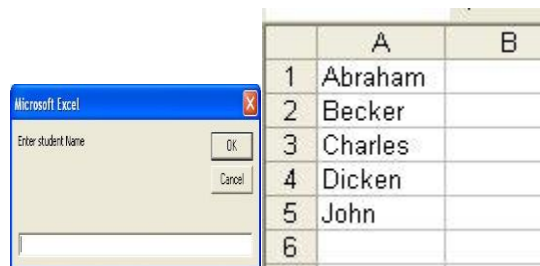 Microsoft Excel
Enter student Name
OK
Cancel
A B
1 Abraham
2 Becker
3 Charles
4 Dicken
5 John
6